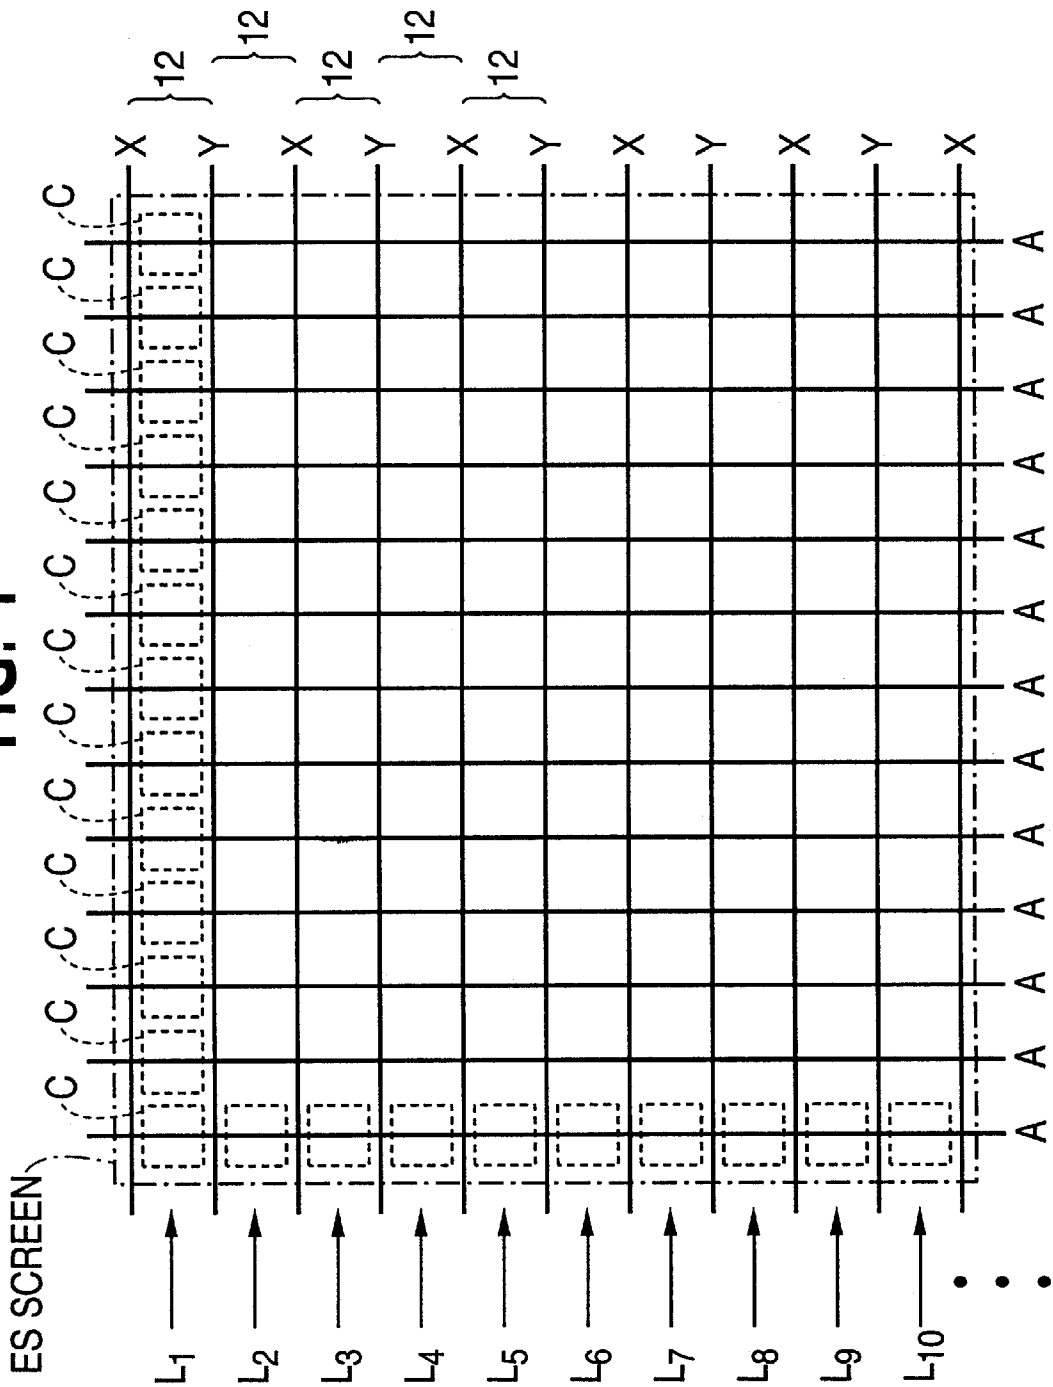 FIG. 1
ES SCREEN
C C C C C C C C C C C C C
X
L1 12
Y
L2 12
X
L3 12
Y
L4 12
X
L5 12
Y
L6
X
L7
Y
L8
X
L9
Y
L10
X
A A A A A A A A A A A A A